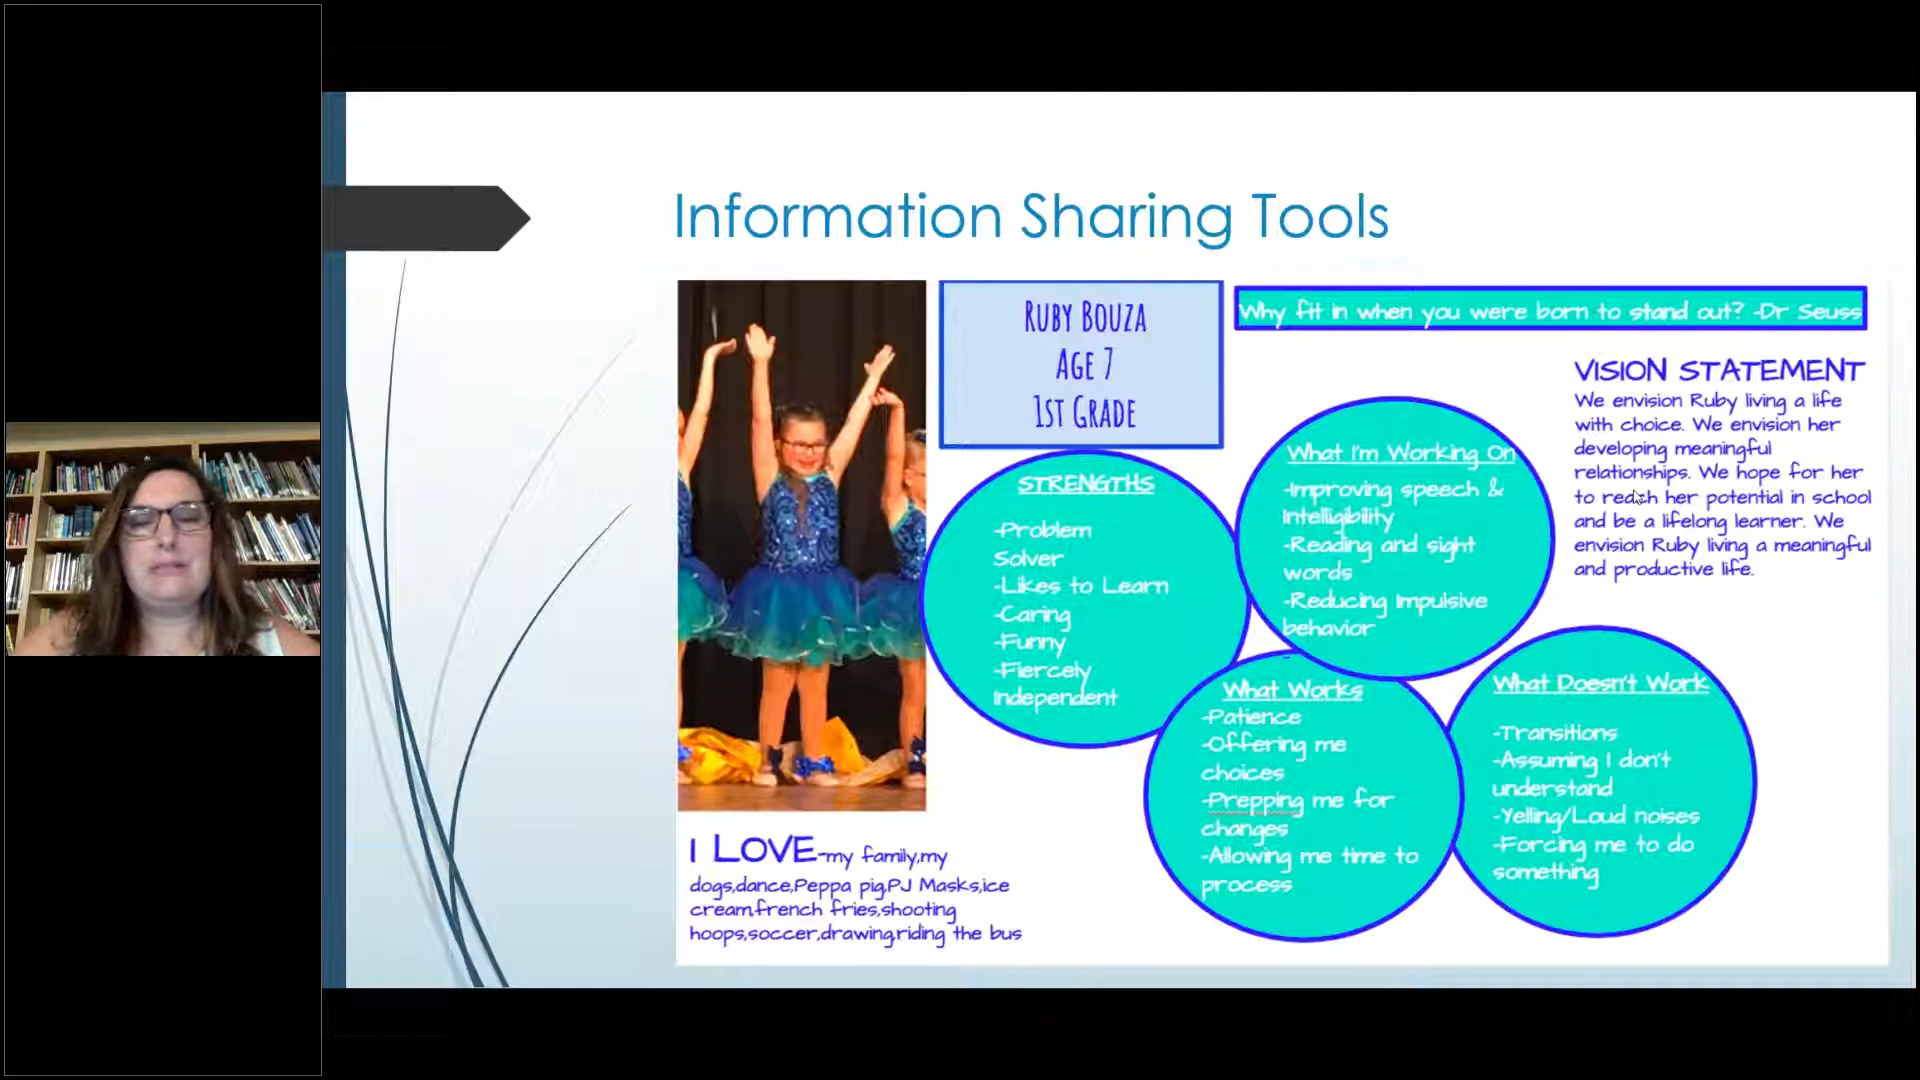 Information Sharing Tools
RUBY BOUZA
AGE 7
1ST GRADE
Why fit in when you were born to stand out? -Dr Seuss
VISION STATEMENT
We envision Ruby living a life
with choice. We envision her
developing meaningful
relationships. We hope for her
to reach her potential in school
and be a lifelong learner. We
envision Ruby living a meaningful
and productive life.
STRENGTHS
-Problem
Solver
-Likes to Learn
-Caring
-Funny
-Fiercely
Independent
What I'm Working On
-Improving speech &
Intelligibility
-Reading and sight
words
-Reducing Impulsive
behavior
What Works
-Patience
-Offering me
choices
-Prepping me for
changes
-Allowing me time to
process
What Doesn't Work
-Transitions
-Assuming I don't
understand
-Yelling/Loud noises
-Forcing me to do
something
I LOVE-my family,my
dogs,dance,Peppa pig,PJ Masks,ice
cream,french fries,shooting
hoops,soccer,drawing,riding the bus